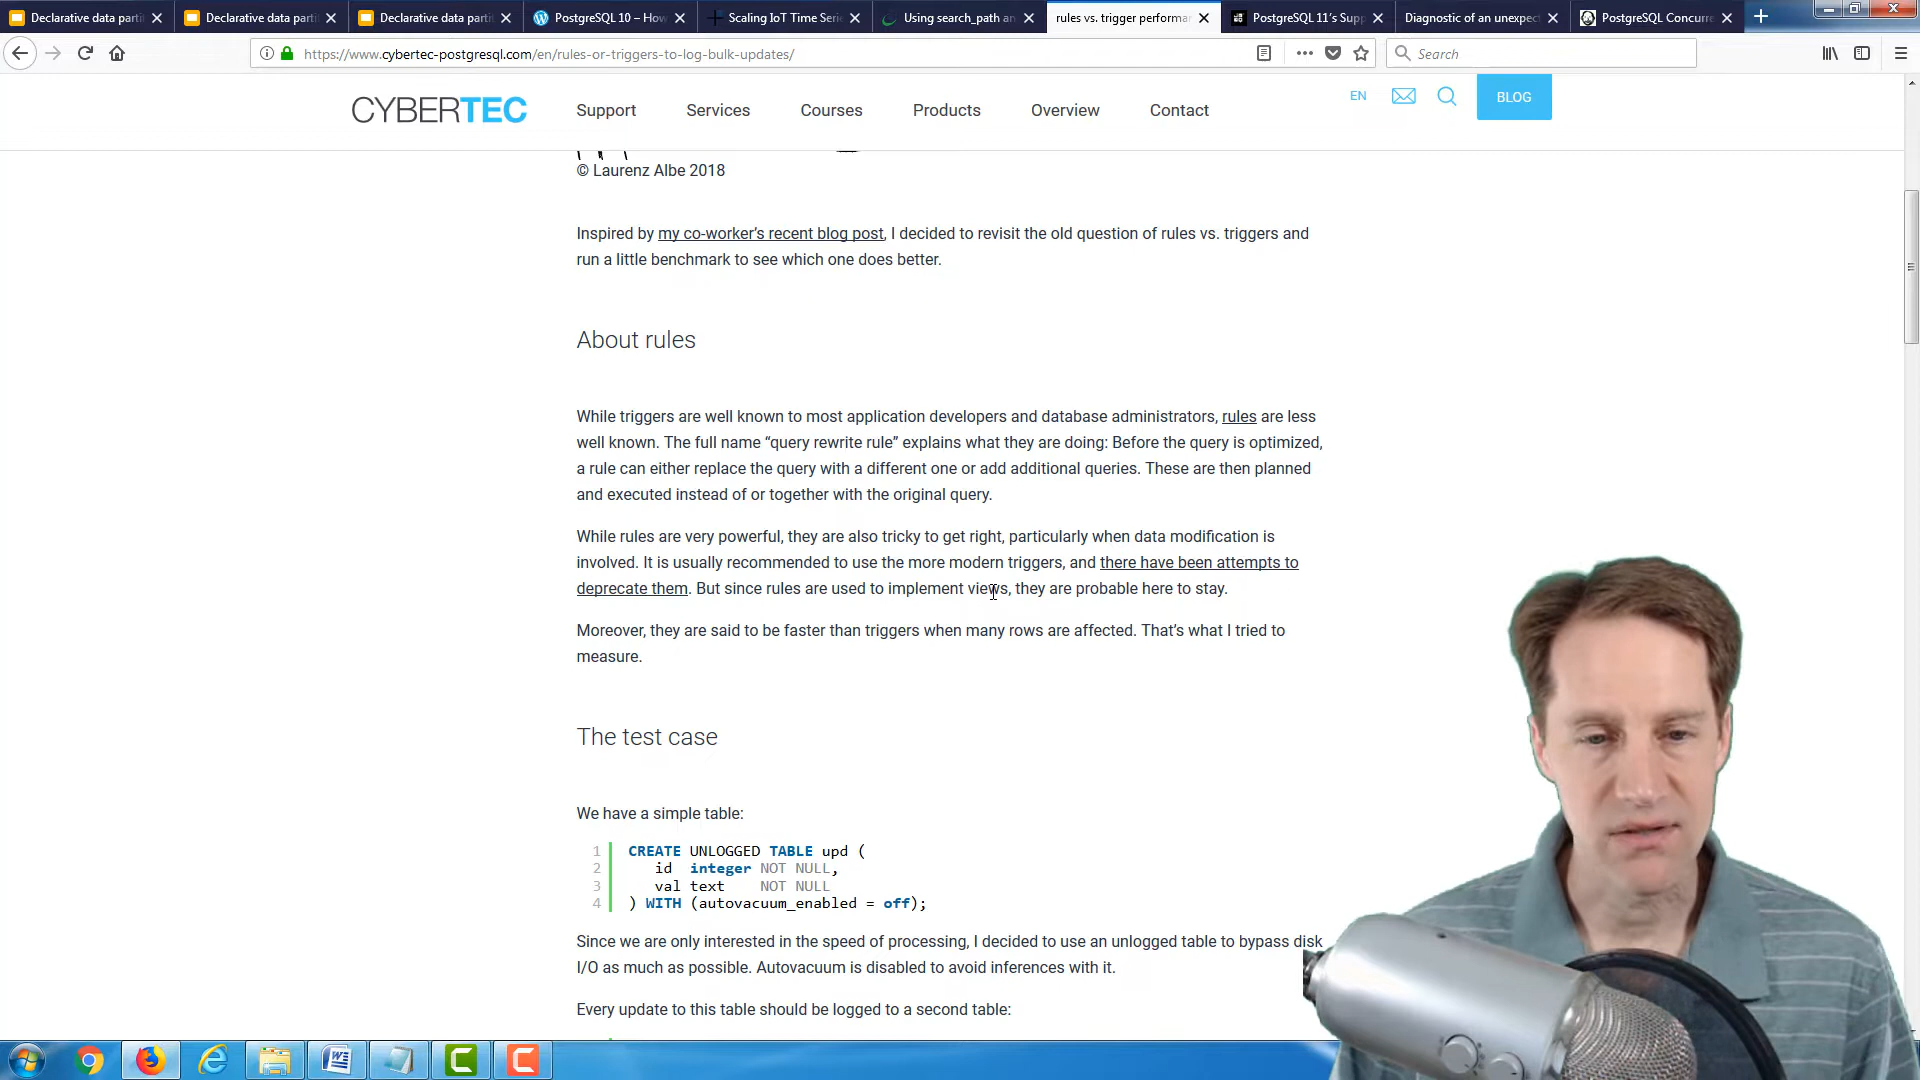 Declarative data parti
Declarative data parti
Declarative data parti
PostgreSQL 10 – How
Scaling IoT Time Seri
Using search_path an
rules vs. trigger performa
PostgreSQL 11's Supp
Diagnostic of an unexpect
PostgreSQL Concurre
https://www.cybertec-postgresql.com/en/rules-or-triggers-to-log-bulk-updates/
Search
CYBERTEC
Support
Services
Courses
Products
Overview
Contact
EN
BLOG
© Laurenz Albe 2018
Inspired by my co-worker's recent blog post, I decided to revisit the old question of rules vs. triggers and
run a little benchmark to see which one does better.
About rules
While triggers are well known to most application developers and database administrators, rules are less
well known. The full name “query rewrite rule” explains what they are doing: Before the query is optimized,
a rule can either replace the query with a different one or add additional queries. These are then planned
and executed instead of or together with the original query.
While rules are very powerful, they are also tricky to get right, particularly when data modification is
involved. It is usually recommended to use the more modern triggers, and there have been attempts to
deprecate them. But since rules are used to implement views, they are probable here to stay.
Moreover, they are said to be faster than triggers when many rows are affected. That's what I tried to
measure.
The test case
We have a simple table:
1 CREATE UNLOGGED TABLE upd (
2 id integer NOT NULL,
3 val text NOT NULL
4 ) WITH (autovacuum_enabled = off);
Since we are only interested in the speed of processing, I decided to use an unlogged table to bypass disk
I/O as much as possible. Autovacuum is disabled to avoid inferences with it.
Every update to this table should be logged to a second table: